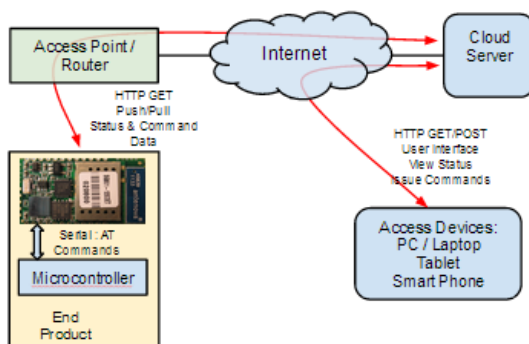 Access Point /
Router
Internet
Cloud
Server
HTTP GET
Push/Pull
Status & Command
Data
HTTP GET/POST
User Interface
View Status
Issue Commands
Serial : AT
Commands
Microcontroller
End
Product
Access Devices:
PC / Laptop
Tablet
Smart Phone